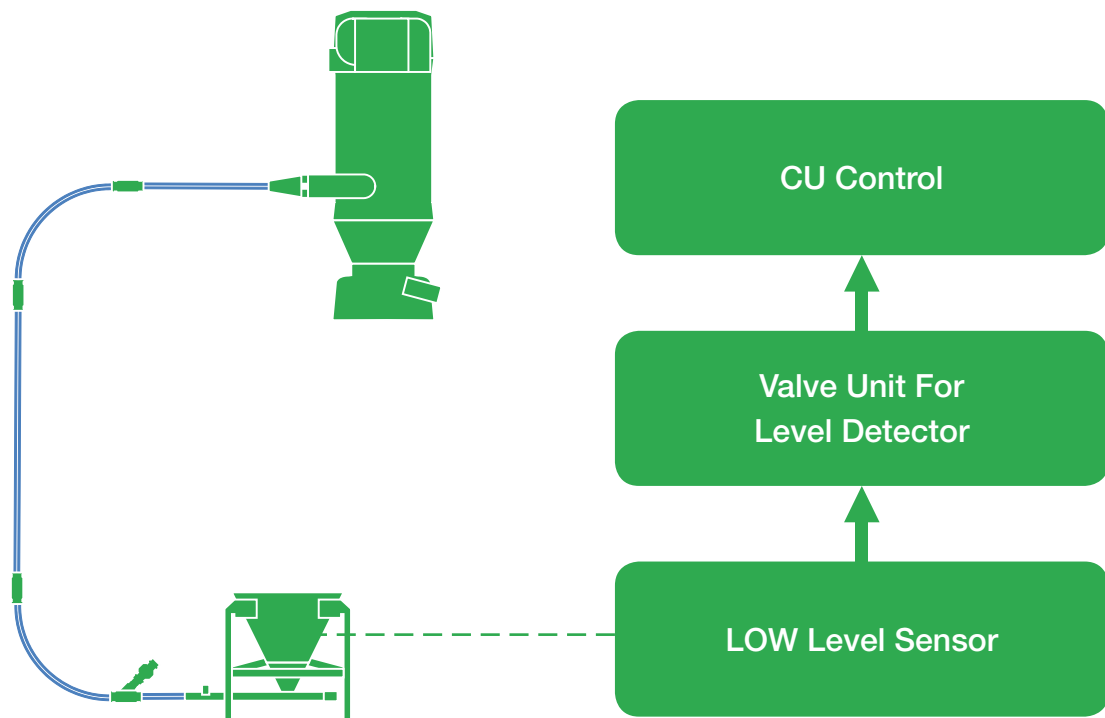 CU Control
Valve Unit For
Level Detector
LOW Level Sensor